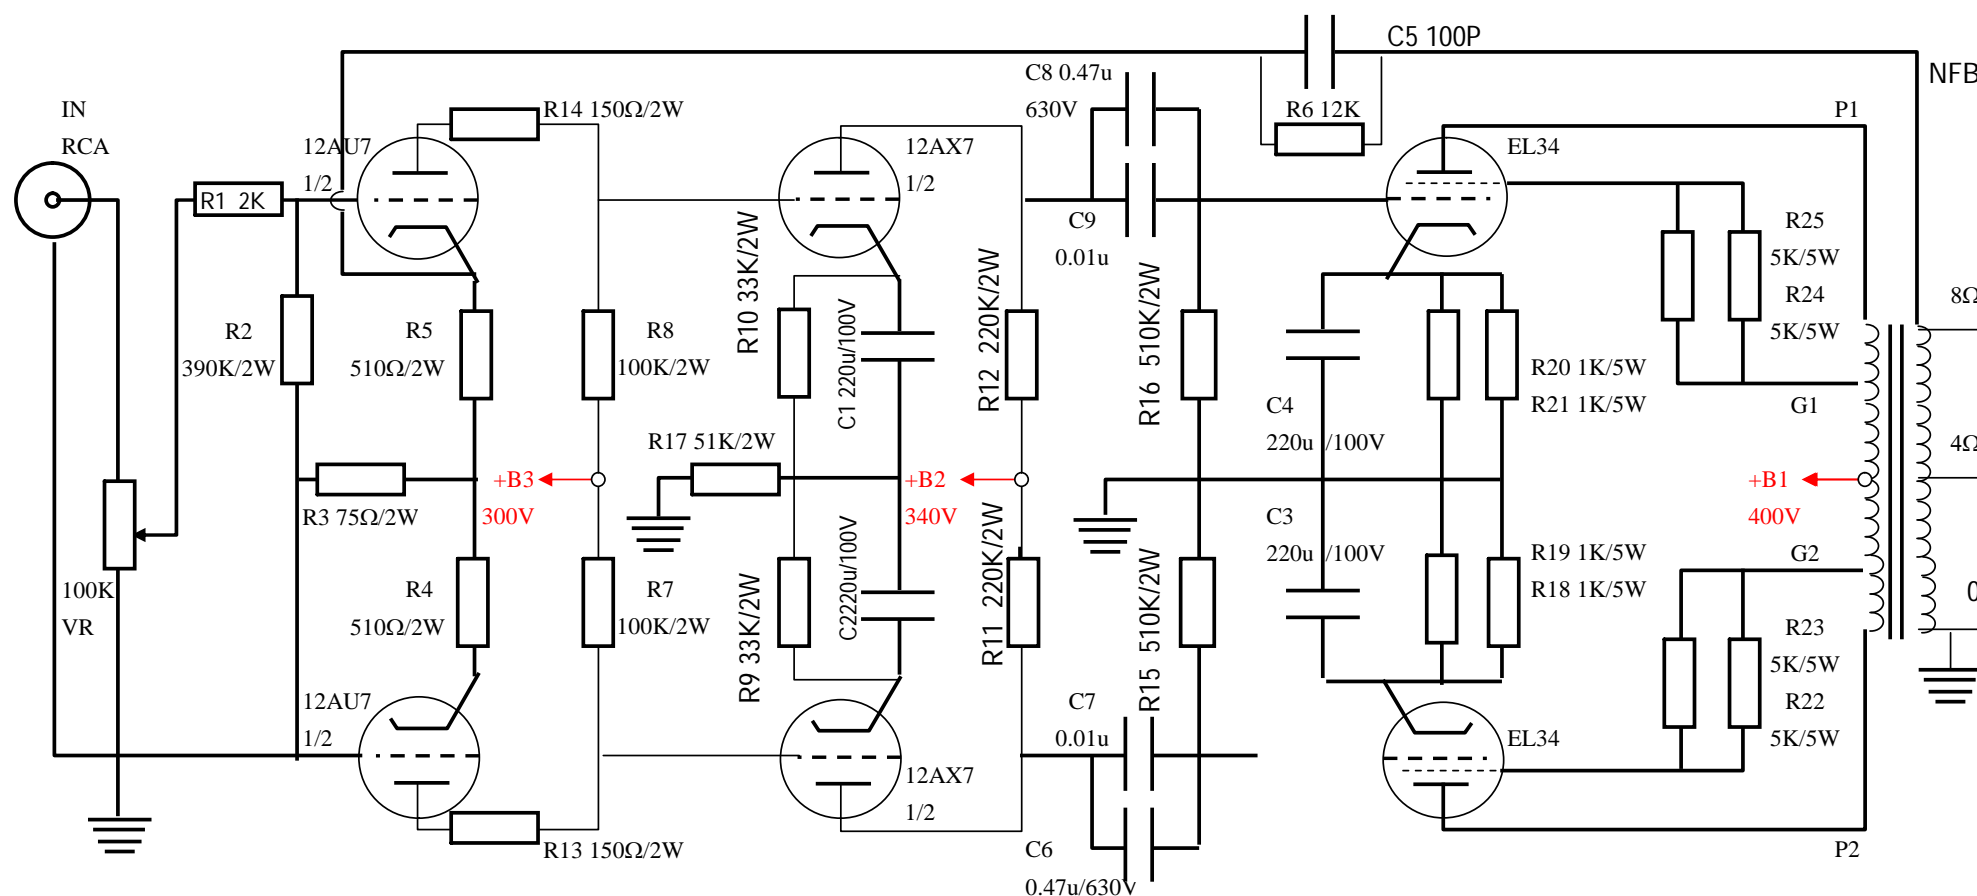 C5 100P
NFB
C8 0.47u
630V
R6 12K
P1
IN
RCA
R14 150Ω/2W
12AU7
1/2
12AX7
1/2
EL34
R1 2K
C9
0.01u
R25
5K/5W
R24
5K/5W
8Ω
R2
390K/2W
R5
510Ω/2W
R8
100K/2W
R10 33K/2W
C1 220u/100V
R12 220K/2W
R16 510K/2W
R20 1K/5W
R21 1K/5W
C4
220u /100V
G1
R17 51K/2W
4Ω
+B3
300V
+B2
340V
+B1
400V
R3 75Ω/2W
C3
220u /100V
R19 1K/5W
R18 1K/5W
G2
100K
VR
R4
510Ω/2W
R7
100K/2W
R9 33K/2W
C2220u/100V
R11 220K/2W
R15 510K/2W
0
R23
5K/5W
R22
5K/5W
12AU7
1/2
C7
0.01u
EL34
12AX7
1/2
R13 150Ω/2W
C6
0.47u/630V
P2